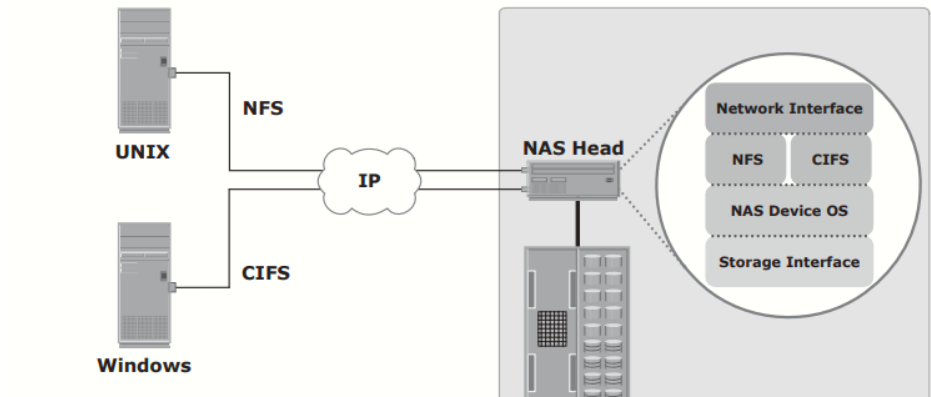 UNIX
NFS
IP
CIFS
Windows
NAS Head
Network Interface
NFS CIFS
NAS Device OS
Storage Interface